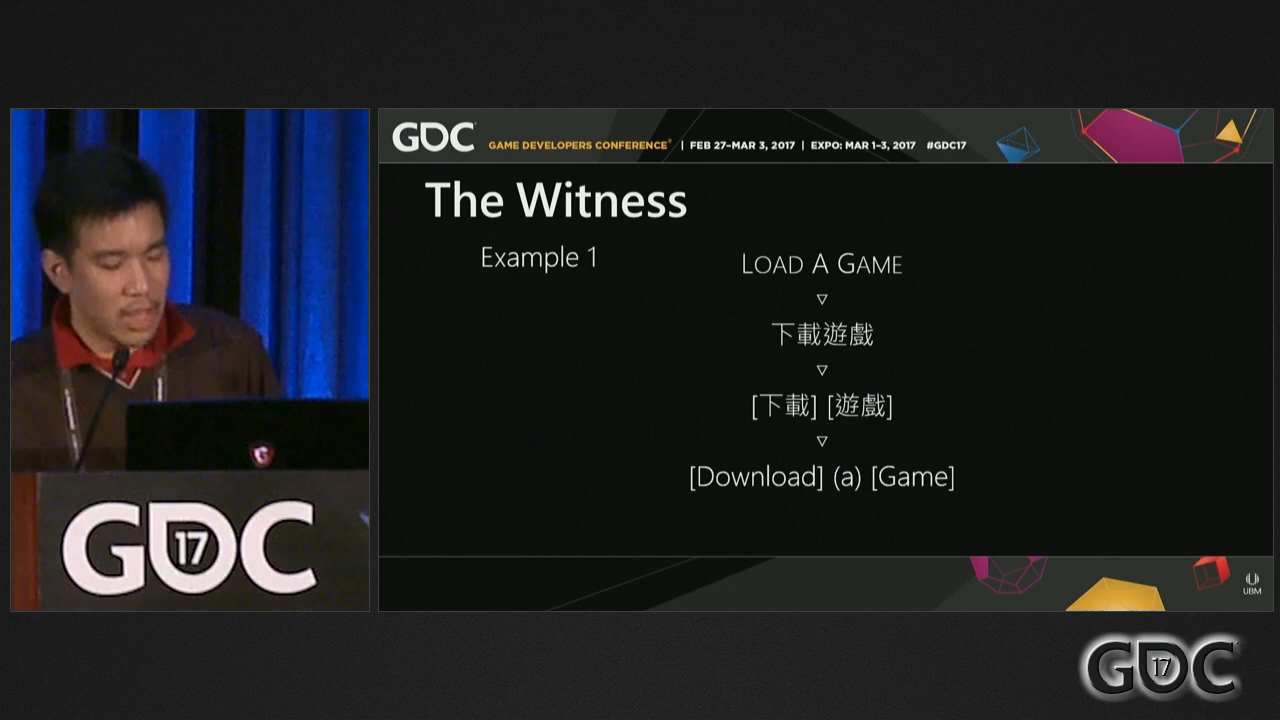 GDC
GAME DEVELOPERS CONFERENCE® | FEB 27–MAR 3, 2017 | EXPO: MAR 1–3, 2017 #GDC17
The Witness
Example 1
LOAD A GAME
▽
下載遊戲
▽
[下載] [遊戲]
▽
[Download] (a) [Game]
UBM
GDC 17
GDC 17